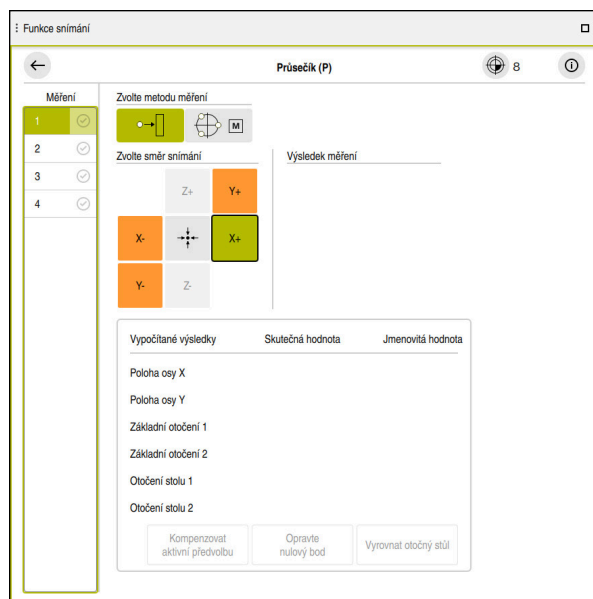 Funkce snímání
Průsečík (P)
8
Měření
1
2
3
4
Zvolte metodu měření
M
Zvolte směr snímání
Výsledek měření
Z+
Y+
X-
X+
Y-
Z-
Vypočítané výsledky
Skutečná hodnota
Jmenovitá hodnota
Poloha osy X
Poloha osy Y
Základní otočení 1
Základní otočení 2
Otočení stolu 1
Otočení stolu 2
Kompenzovat
aktivní předvolbu
Opravte
nulový bod
Vyrovnat otočný stůl